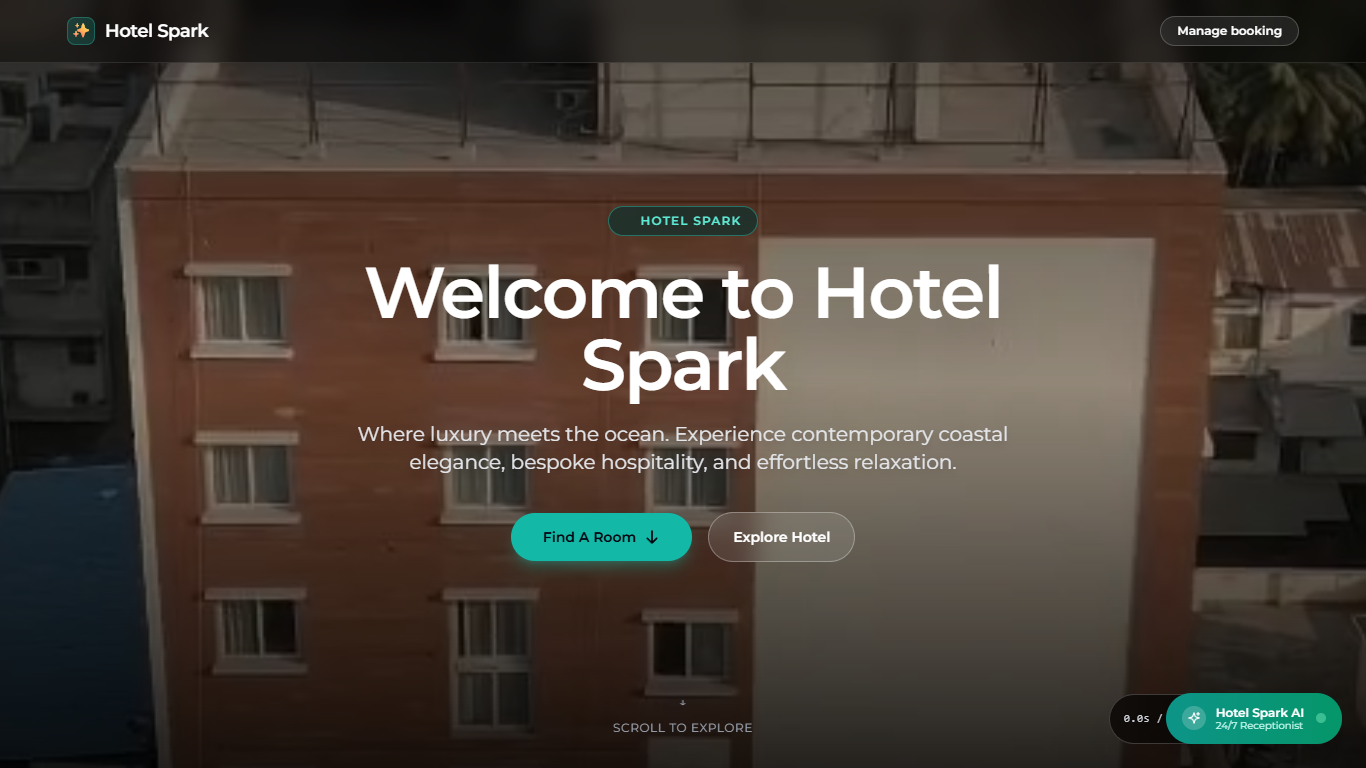 Hotel Spark
Manage booking
HOTEL SPARK
Welcome to Hotel
Spark
Where luxury meets the ocean. Experience contemporary coastal
elegance, bespoke hospitality, and effortless relaxation.
Find A Room ↓
Explore Hotel
SCROLL TO EXPLORE
0.0s /
Hotel Spark AI
24/7 Receptionist